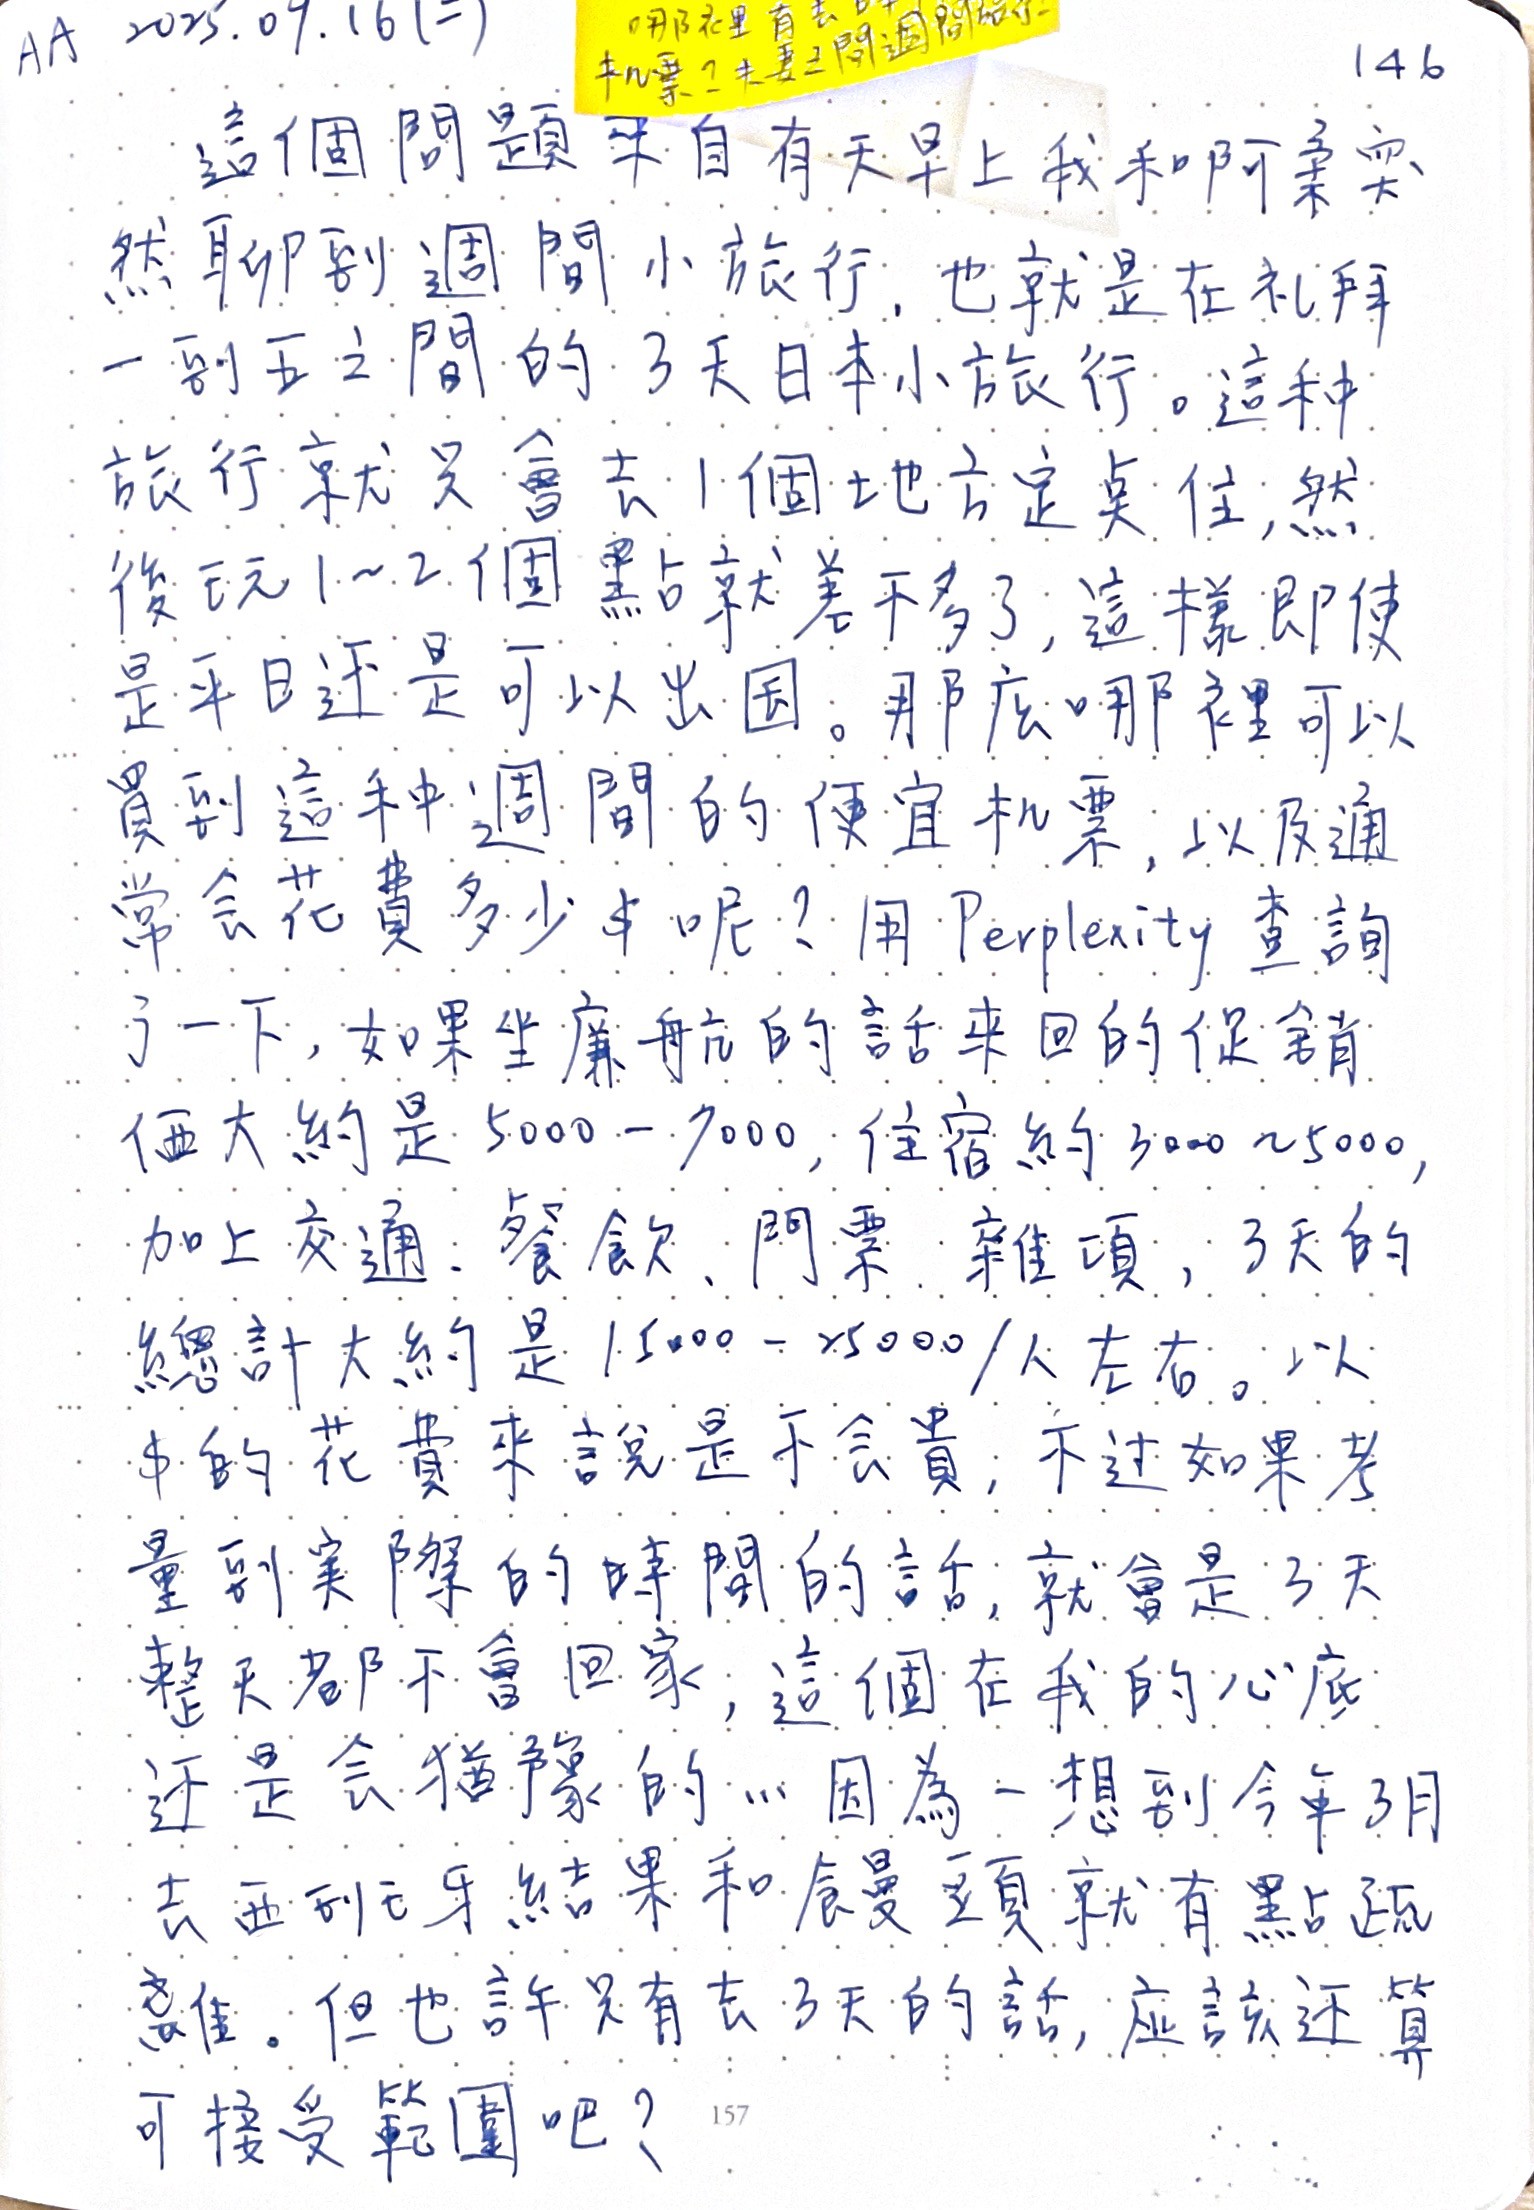 AA 2025.09.16(二)
哪裡有去日
机票?夫妻之間週間旅行
146
這個問題來自有天早上我和阿柔突
然聊到週間小旅行,也就是在礼拜
一到五之間的3天日本小旅行。這种
旅行就只會去1個地方定奌住,然
後玩1~2個點就差不多了,這樣即使
是平日还是可以出国。那麼哪裡可以
買到這种週間的便宜机票,以及通
常会花費多少$呢?用Perplexity查詢
了一下,如果坐廉航的話來回的促銷
価大約是5000-7000,住宿約3000~5000,
加上交通、餐飲、門票、雜項,3天的
總計大約是15000-25000/人左右。以
$的花費來說是不会貴,不过如果考
量到実際的時間的話,就會是3天
整天都不會回家,這個在我的心底
还是会猶豫的...因為一想到今年3月
去西班牙結果和饅頭就有點疏
離。但也許只有去3天的話,应該还算
可接受範圍吧?
157